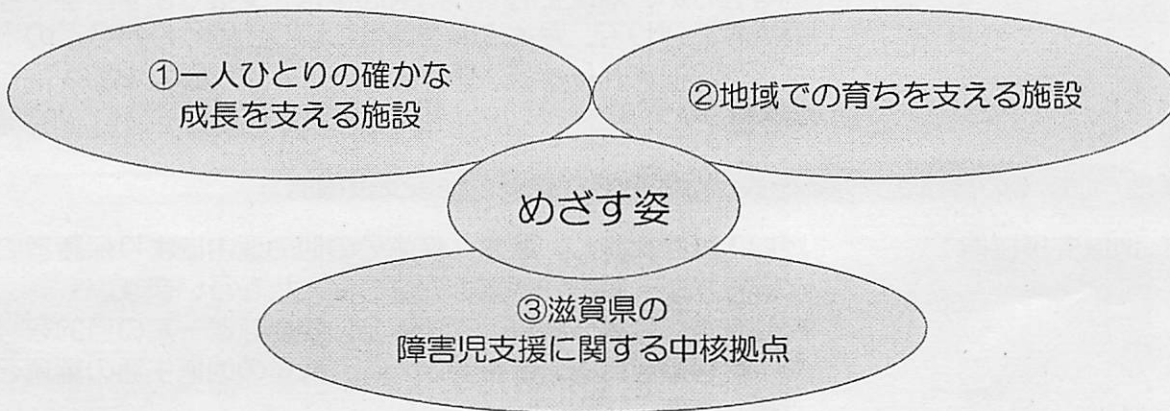 ①一人ひとりの確かな
成長を支える施設
②地域での育ちを支える施設
めざす姿
③滋賀県の
障害児支援に関する中核拠点